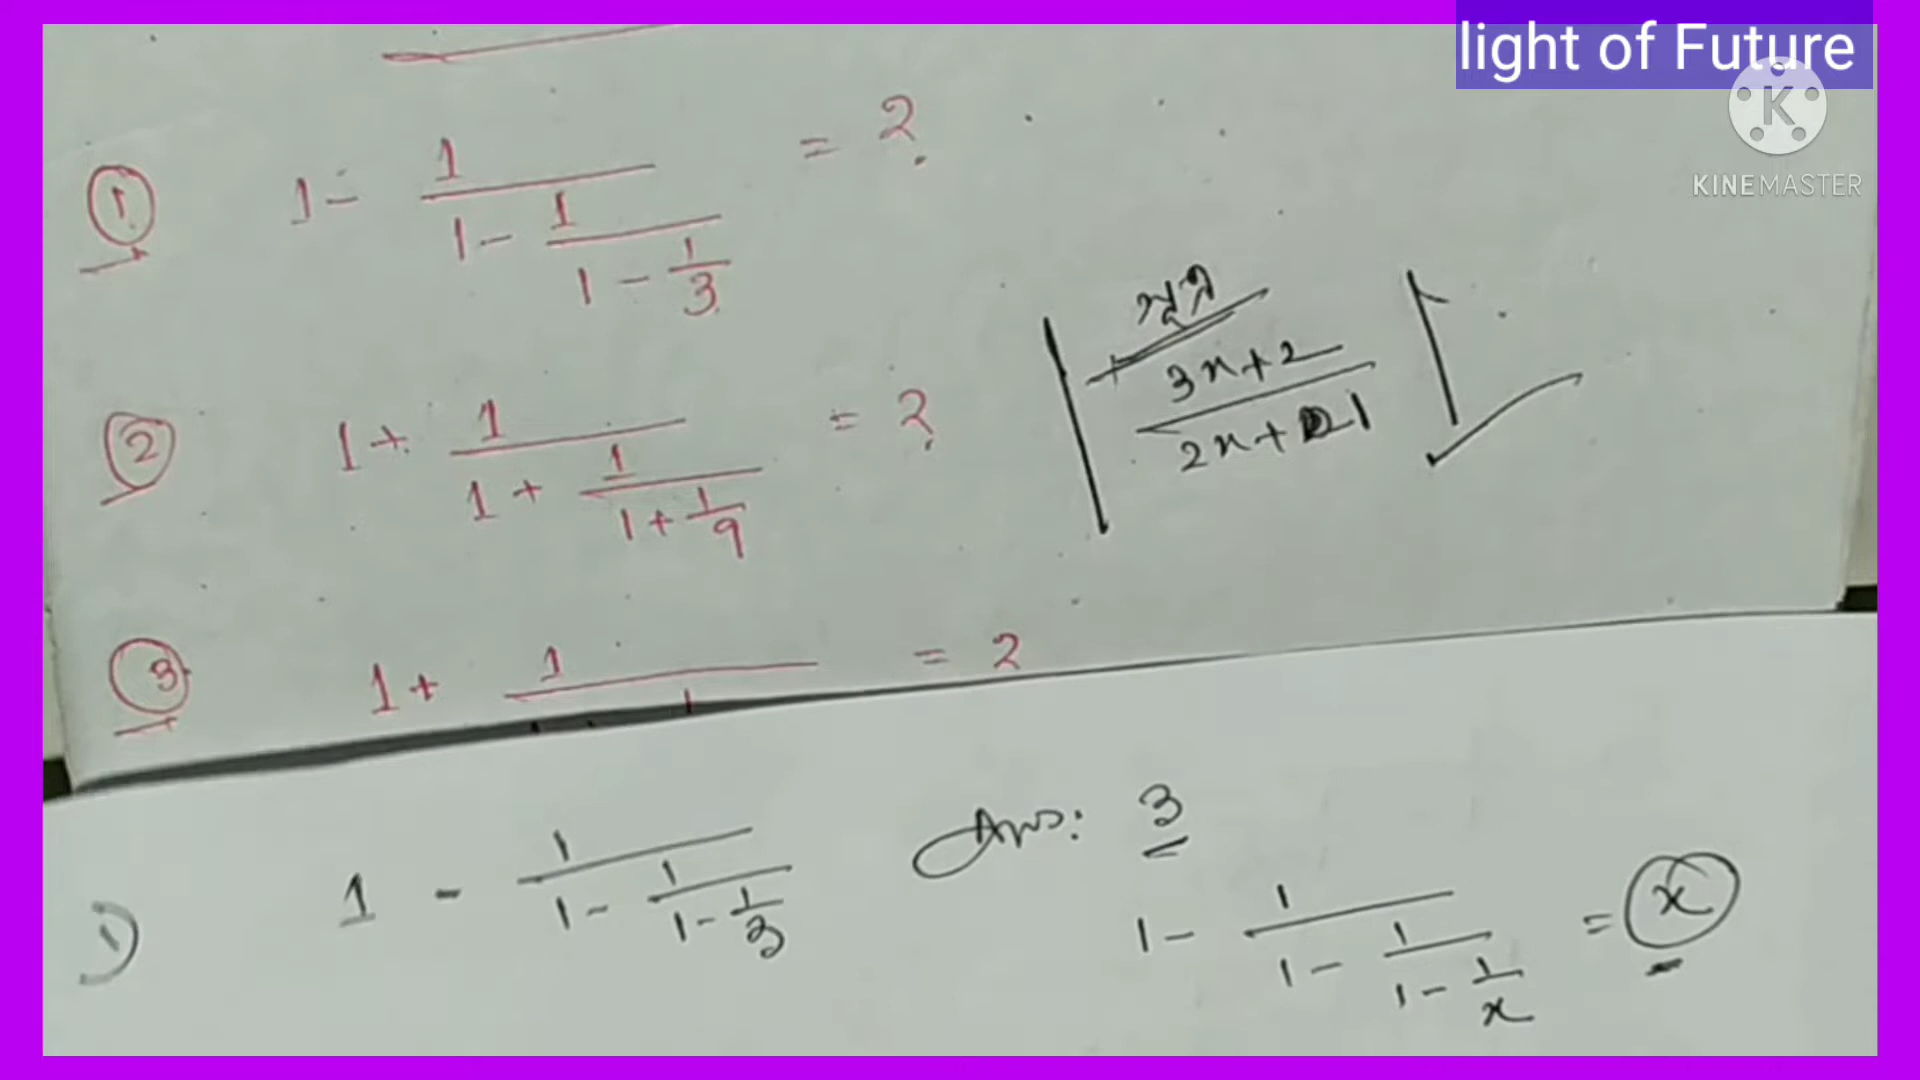 light of Future
KINEMASTER
① 1 - 1/(1 - 1/(1 - 1/3)) = ?
② 1 + 1/(1 + 1/(1 + 1/9)) = ?
সূত্র
(3x+2)/(2x+1)
③ 1 + 1/ = ?
1) 1 - 1/(1 - 1/(1 - 1/3)) Ans: 3
1 - 1/(1 - 1/(1 - 1/x)) = x